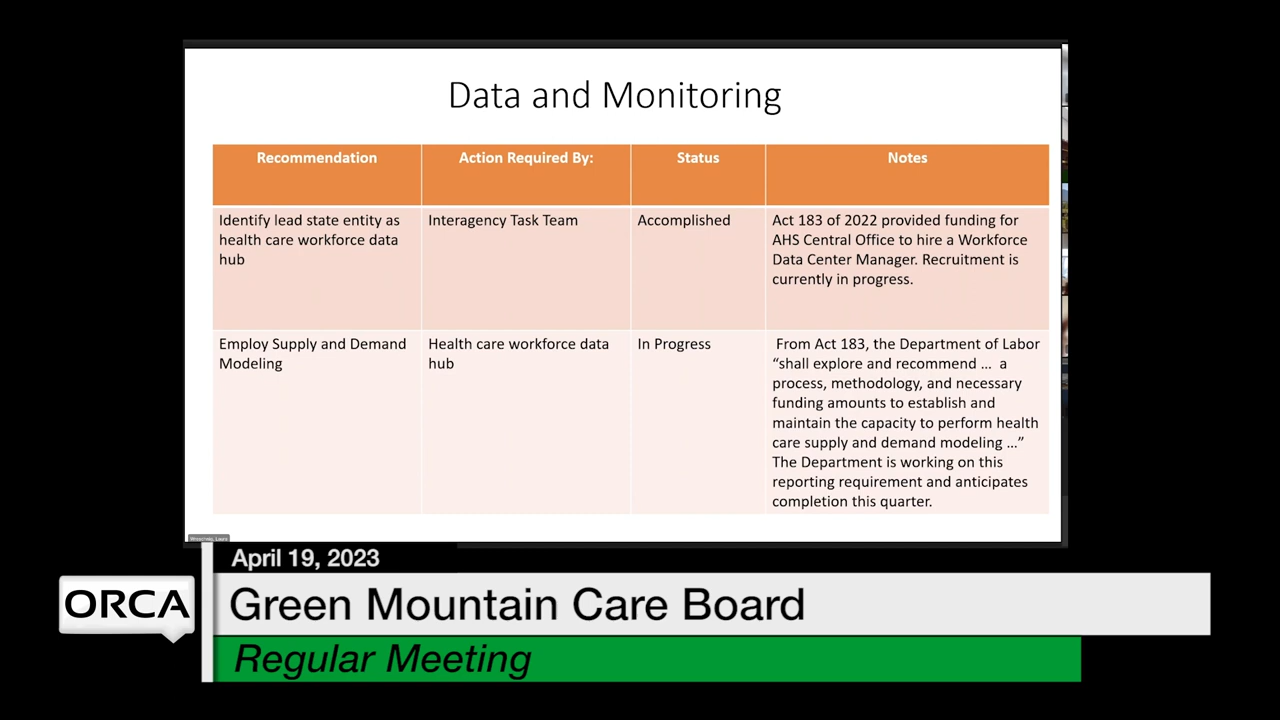 Data and Monitoring
Recommendation
Action Required By:
Status
Notes
Identify lead state entity as
health care workforce data
hub
Interagency Task Team
Accomplished
Act 183 of 2022 provided funding for
AHS Central Office to hire a Workforce
Data Center Manager. Recruitment is
currently in progress.
Employ Supply and Demand
Modeling
Health care workforce data
hub
In Progress
From Act 183, the Department of Labor
“shall explore and recommend … a
process, methodology, and necessary
funding amounts to establish and
maintain the capacity to perform health
care supply and demand modeling …”
The Department is working on this
reporting requirement and anticipates
completion this quarter.
April 19, 2023
ORCA
Green Mountain Care Board
Regular Meeting